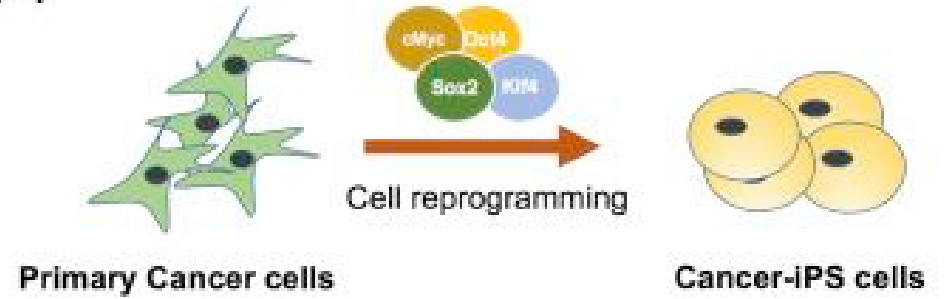 cMyc Oct4
Sox2 Klf4
Cell reprogramming
Primary Cancer cells Cancer-iPS cells